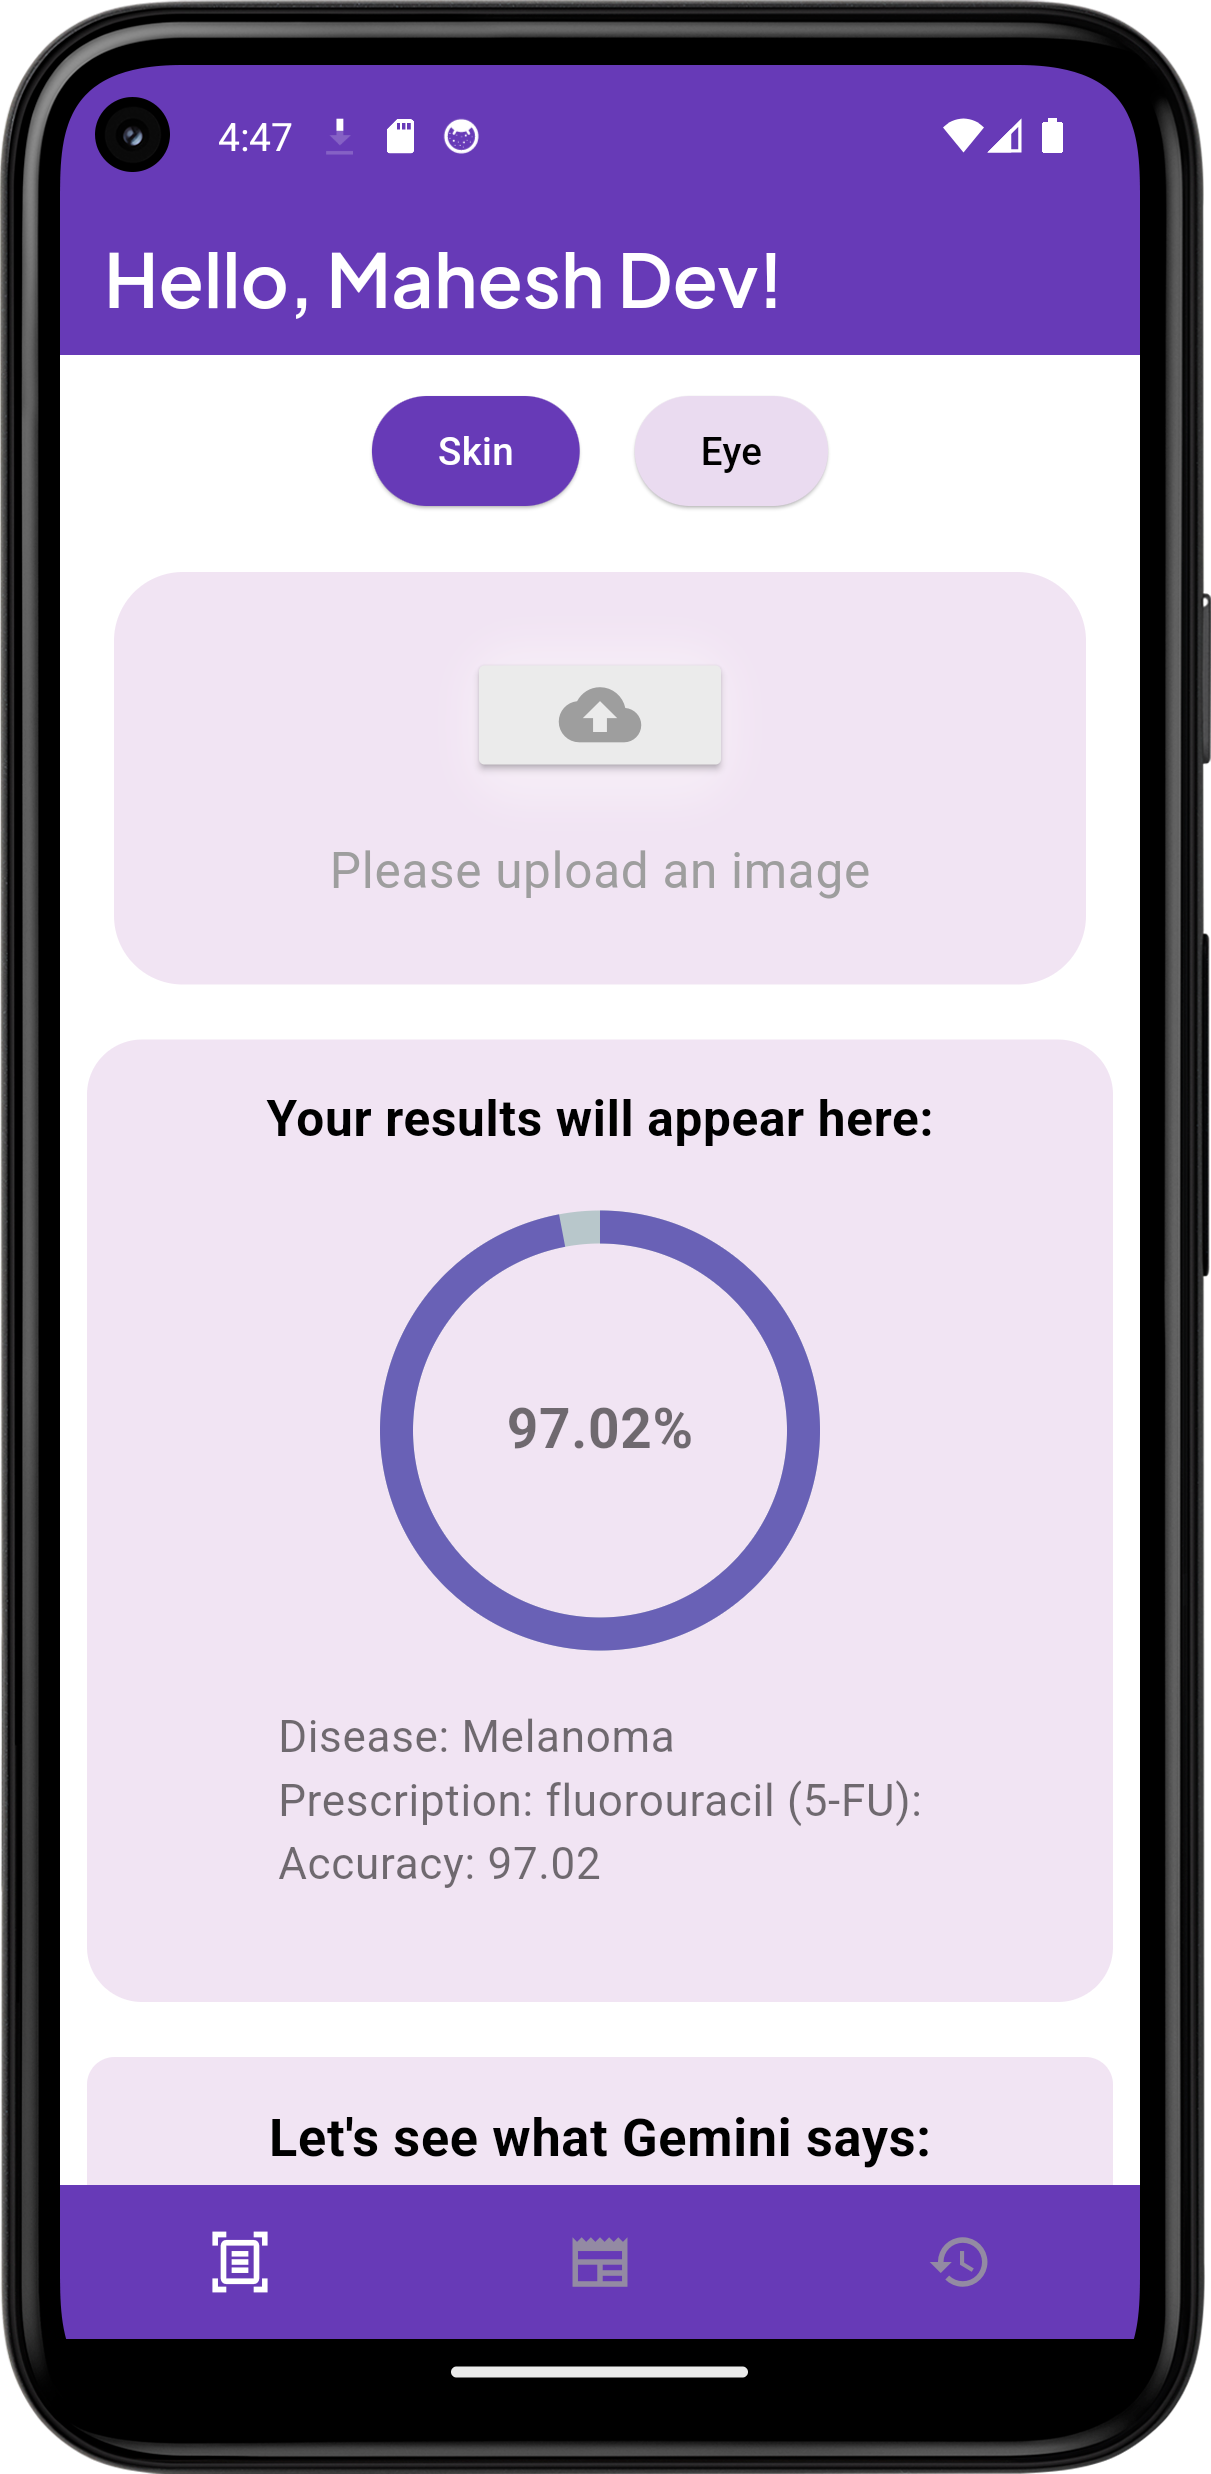 4:47
Hello, Mahesh Dev!
Skin
Eye
Please upload an image
Your results will appear here:
97.02%
Disease: Melanoma
Prescription: fluorouracil (5-FU):
Accuracy: 97.02
Let's see what Gemini says: